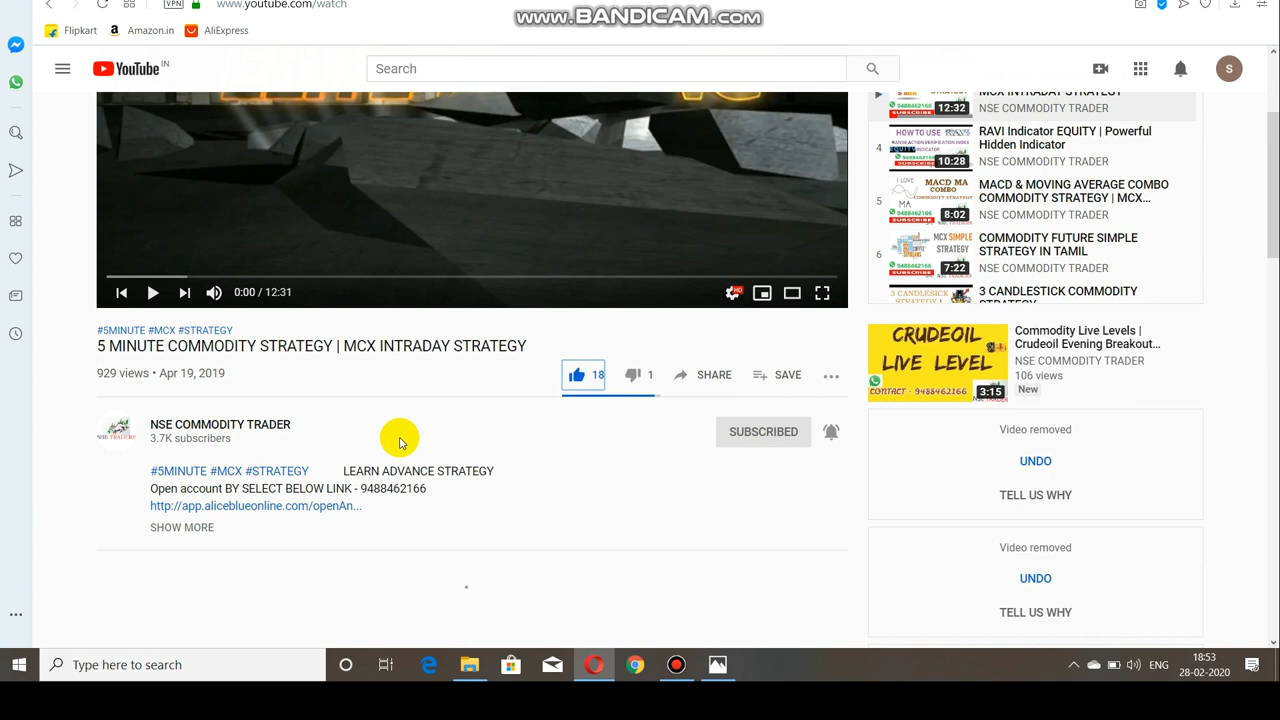 www.BANDICAM.com
VPN
www.youtube.com/watch
Flipkart
Amazon.in
AliExpress
YouTube IN
Search
S
12:32
NSE COMMODITY TRADER
4
10:28
RAVI Indicator EQUITY | Powerful
Hidden Indicator
NSE COMMODITY TRADER
5
MACD MA
COMBO
8:02
MACD & MOVING AVERAGE COMBO
COMMODITY STRATEGY | MCX...
NSE COMMODITY TRADER
6
MCX SIMPLE
STRATEGY
7:22
COMMODITY FUTURE SIMPLE
STRATEGY IN TAMIL
NSE COMMODITY TRADER
3 CANDLESTICK COMMODITY
0:00 / 12:31
HD
#5MINUTE #MCX #STRATEGY
5 MINUTE COMMODITY STRATEGY | MCX INTRADAY STRATEGY
929 views • Apr 19, 2019
18
1
SHARE
SAVE
NSE COMMODITY TRADER
3.7K subscribers
SUBSCRIBED
#5MINUTE #MCX #STRATEGY LEARN ADVANCE STRATEGY
Open account BY SELECT BELOW LINK - 9488462166
http://app.aliceblueonline.com/openAn...
SHOW MORE
CRUDEOIL
LIVE LEVEL
CONTACT - 9488462166
3:15
Commodity Live Levels |
Crudeoil Evening Breakout...
NSE COMMODITY TRADER
106 views
New
Video removed
UNDO
TELL US WHY
Video removed
UNDO
TELL US WHY
Type here to search
ENG
18:53
28-02-2020